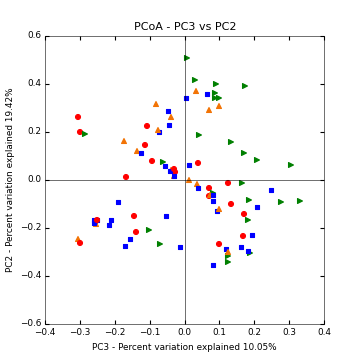 PCoA - PC3 vs PC2
0.6
0.4
0.2
0.0
−0.2
−0.4
−0.6
PC2 - Percent variation explained 19.42%
−0.4 −0.3 −0.2 −0.1 0.0 0.1 0.2 0.3 0.4
PC3 - Percent variation explained 10.05%